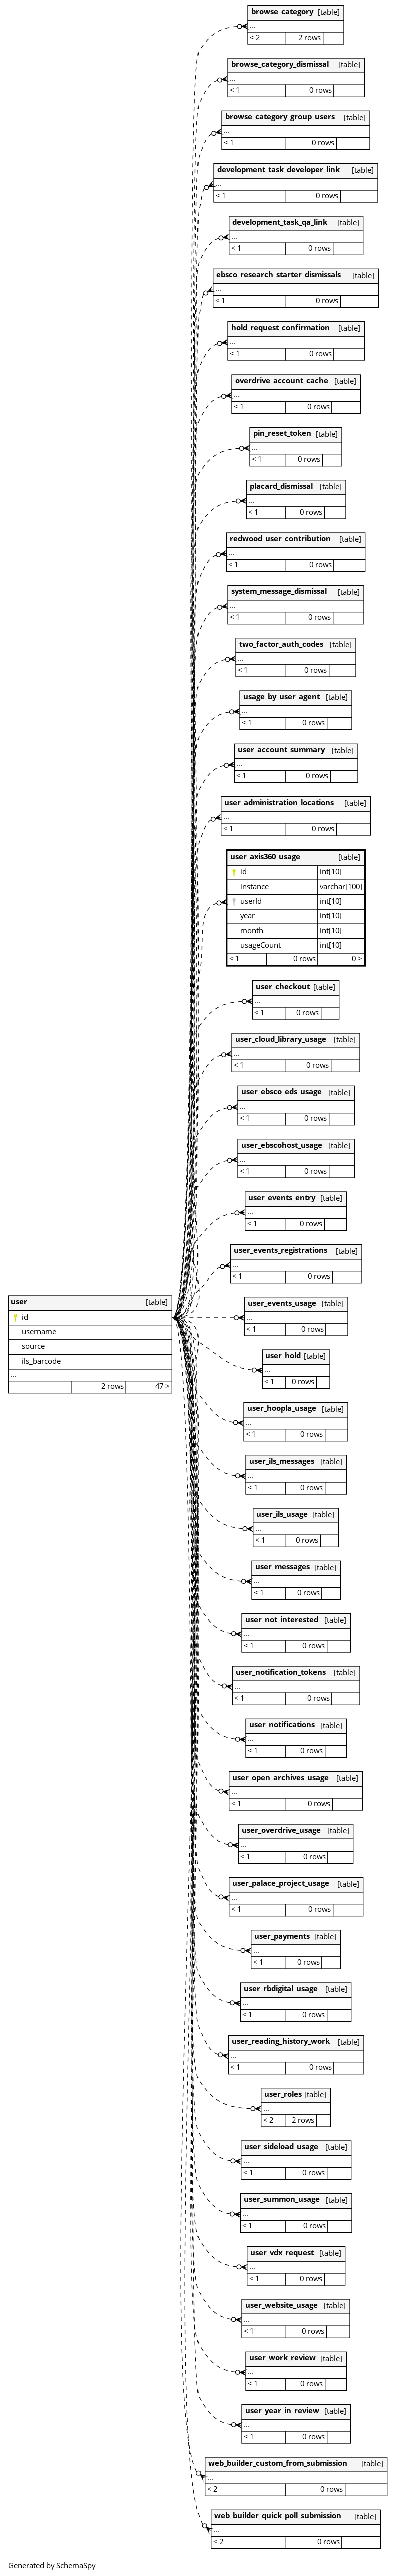 browse_category [table]
...
< 2 2 rows
browse_category_dismissal [table]
...
< 1 0 rows
browse_category_group_users [table]
...
< 1 0 rows
development_task_developer_link [table]
...
< 1 0 rows
development_task_qa_link [table]
...
< 1 0 rows
ebsco_research_starter_dismissals [table]
...
< 1 0 rows
hold_request_confirmation [table]
...
< 1 0 rows
overdrive_account_cache [table]
...
< 1 0 rows
pin_reset_token [table]
...
< 1 0 rows
placard_dismissal [table]
...
< 1 0 rows
redwood_user_contribution [table]
...
< 1 0 rows
system_message_dismissal [table]
...
< 1 0 rows
two_factor_auth_codes [table]
...
< 1 0 rows
usage_by_user_agent [table]
...
< 1 0 rows
user_account_summary [table]
...
< 1 0 rows
user_administration_locations [table]
...
< 1 0 rows
user_axis360_usage [table]
id int[10]
instance varchar[100]
userId int[10]
year int[10]
month int[10]
usageCount int[10]
< 1 0 rows 0 >
user_checkout [table]
...
< 1 0 rows
user_cloud_library_usage [table]
...
< 1 0 rows
user_ebsco_eds_usage [table]
...
< 1 0 rows
user_ebscohost_usage [table]
...
< 1 0 rows
user_events_entry [table]
...
< 1 0 rows
user_events_registrations [table]
...
< 1 0 rows
user [table]
id
username
source
ils_barcode
...
2 rows 47 >
user_events_usage [table]
...
< 1 0 rows
user_hold [table]
...
< 1 0 rows
user_hoopla_usage [table]
...
< 1 0 rows
user_ils_messages [table]
...
< 1 0 rows
user_ils_usage [table]
...
< 1 0 rows
user_messages [table]
...
< 1 0 rows
user_not_interested [table]
...
< 1 0 rows
user_notification_tokens [table]
...
< 1 0 rows
user_notifications [table]
...
< 1 0 rows
user_open_archives_usage [table]
...
< 1 0 rows
user_overdrive_usage [table]
...
< 1 0 rows
user_palace_project_usage [table]
...
< 1 0 rows
user_payments [table]
...
< 1 0 rows
user_rbdigital_usage [table]
...
< 1 0 rows
user_reading_history_work [table]
...
< 1 0 rows
user_roles [table]
...
< 2 2 rows
user_sideload_usage [table]
...
< 1 0 rows
user_summon_usage [table]
...
< 1 0 rows
user_vdx_request [table]
...
< 1 0 rows
user_website_usage [table]
...
< 1 0 rows
user_work_review [table]
...
< 1 0 rows
user_year_in_review [table]
...
< 1 0 rows
web_builder_custom_from_submission [table]
...
< 2 0 rows
web_builder_quick_poll_submission [table]
...
< 2 0 rows
Generated by SchemaSpy